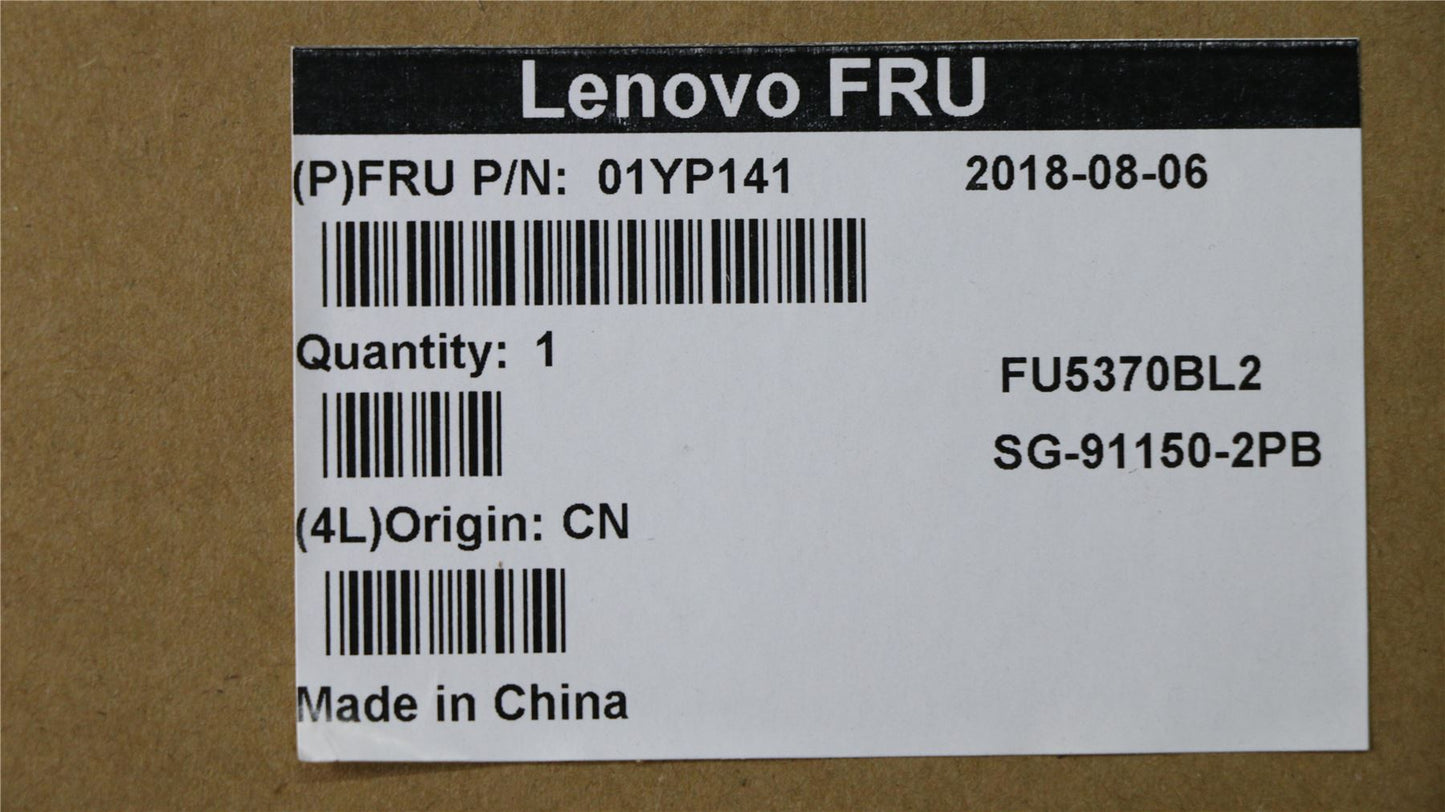 Lenovo FRU
(P)FRU P/N: 01YP141 2018-08-06
Quantity: 1
FU5370BL2
SG-91150-2PB
(4L)Origin: CN
Made in China